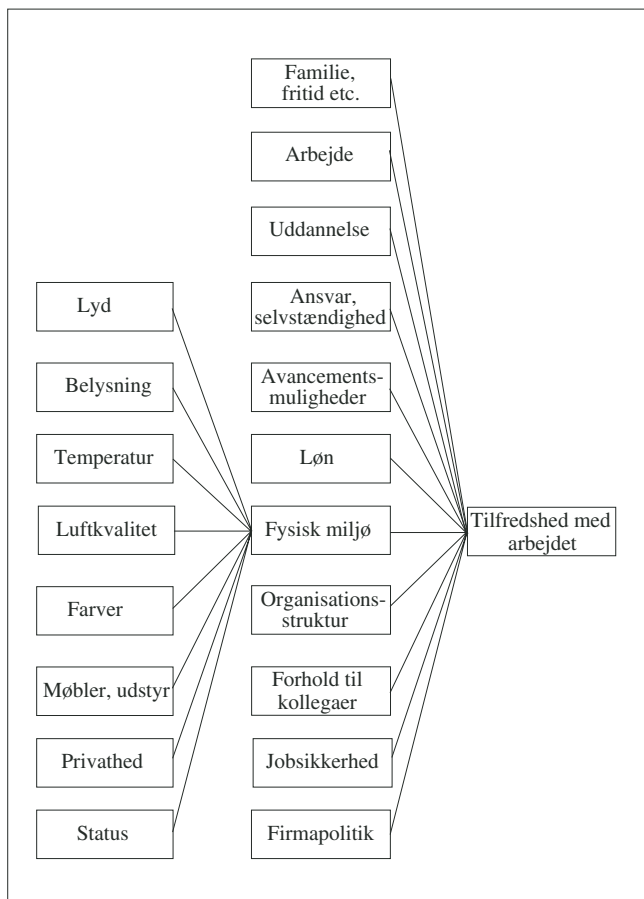 Familie,
fritid etc.
Arbejde
Uddannelse
Lyd
Ansvar,
selvstændighed
Belysning
Avancements-
muligheder
Temperatur
Løn
Luftkvalitet
Fysisk miljø
Tilfredshed med
arbejdet
Farver
Organisations-
struktur
Møbler, udstyr
Forhold til
kollegaer
Privathed
Jobsikkerhed
Status
Firmapolitik